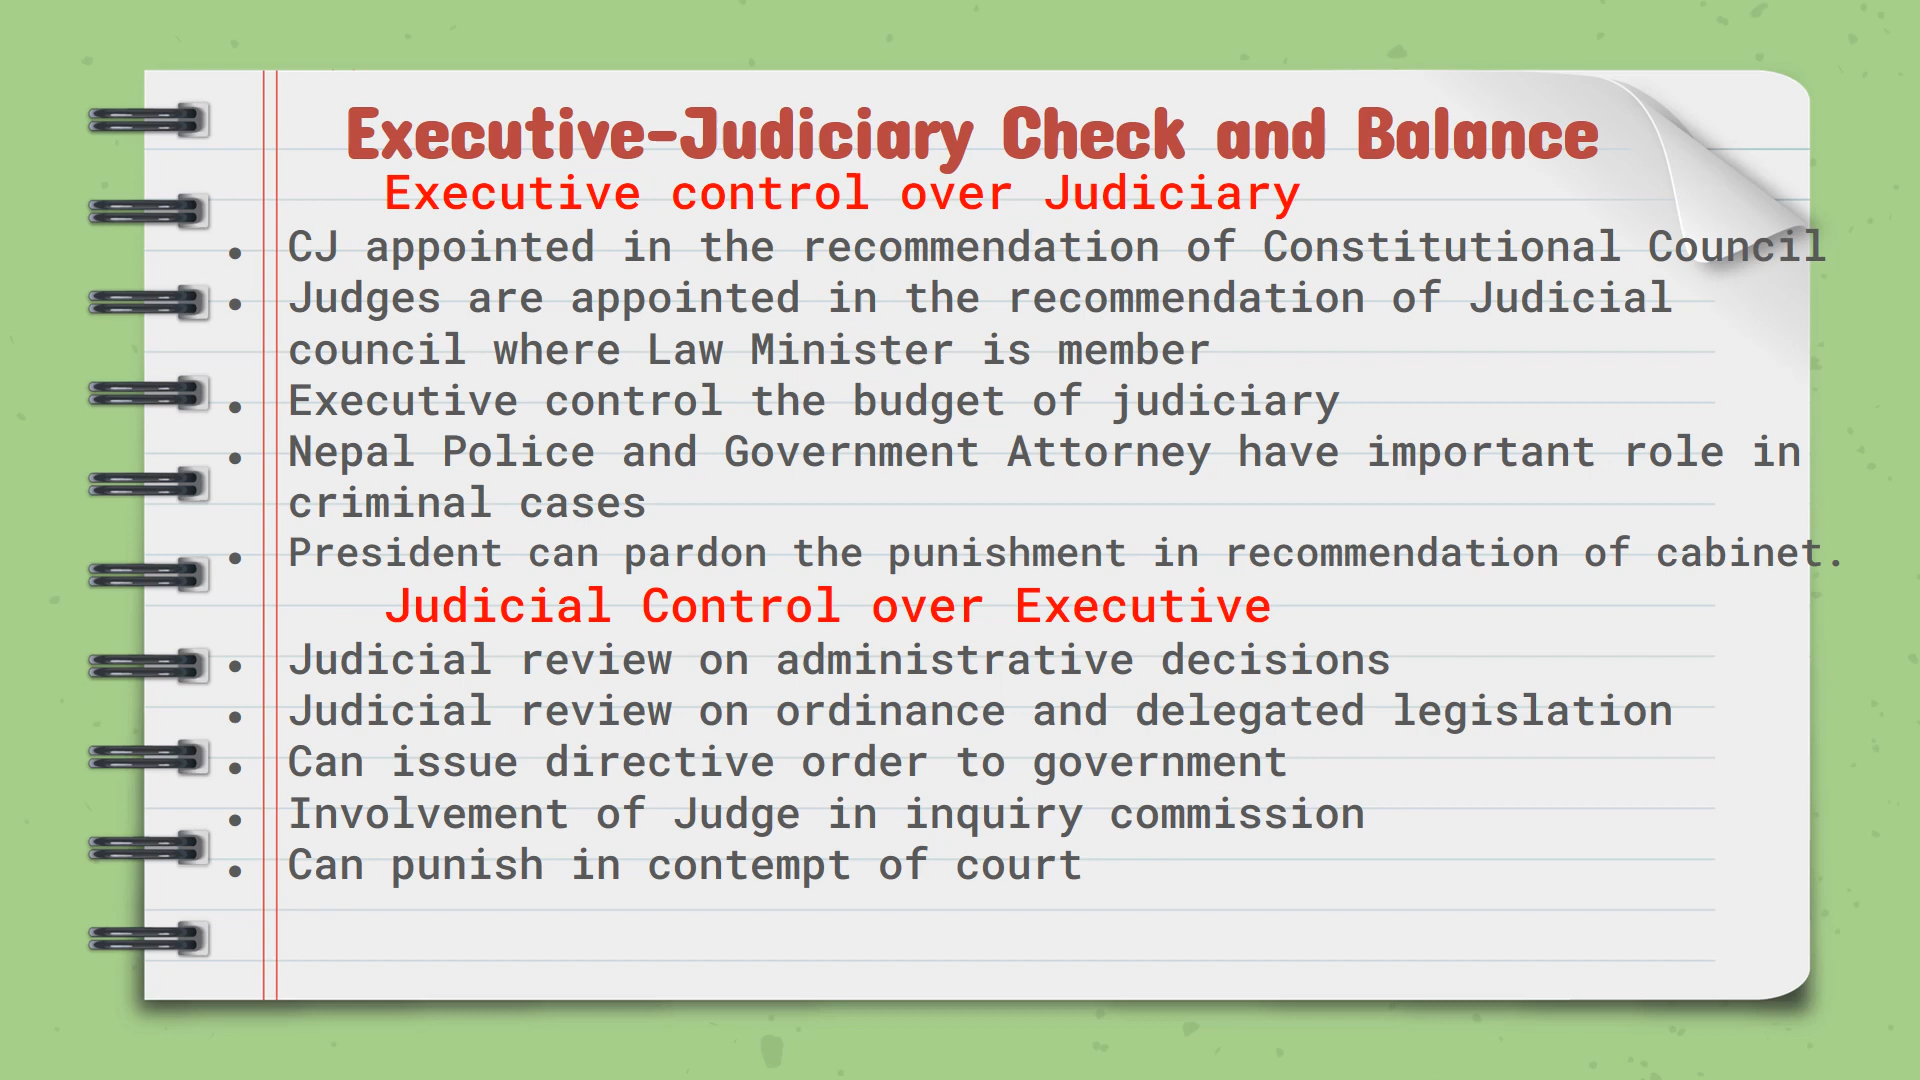 Executive-Judiciary Check and Balance
Executive control over Judiciary
• CJ appointed in the recommendation of Constitutional Council
• Judges are appointed in the recommendation of Judicial
council where Law Minister is member
• Executive control the budget of judiciary
• Nepal Police and Government Attorney have important role in
criminal cases
• President can pardon the punishment in recommendation of cabinet.
Judicial Control over Executive
• Judicial review on administrative decisions
• Judicial review on ordinance and delegated legislation
• Can issue directive order to government
• Involvement of Judge in inquiry commission
• Can punish in contempt of court